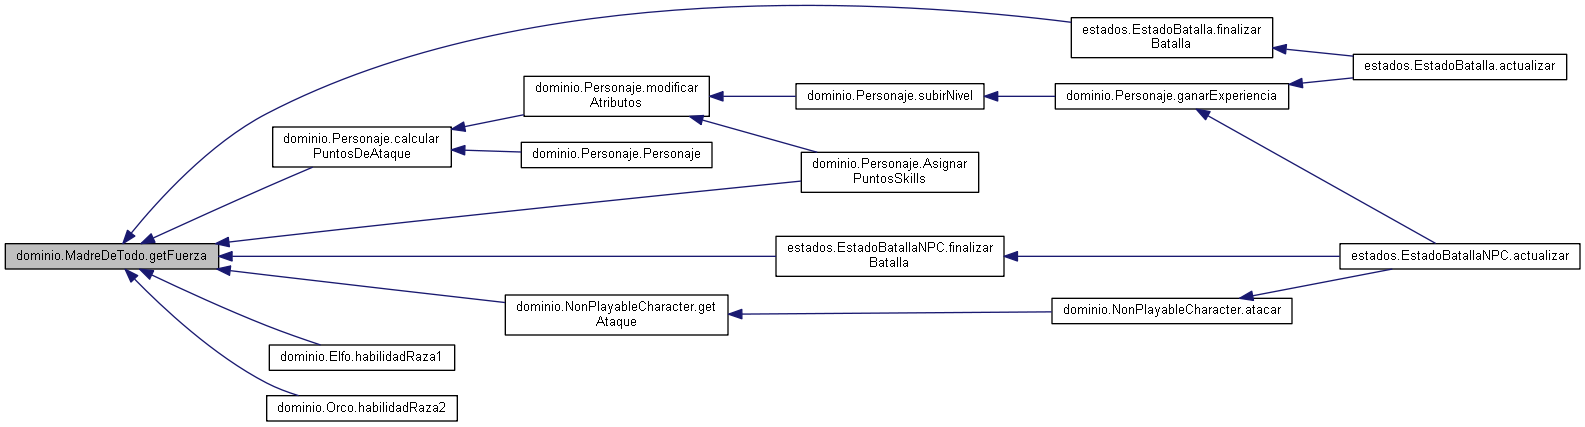 estados.EstadoBatalla.finalizar
Batalla
estados.EstadoBatalla.actualizar
dominio.Personaje.modificar
Atributos
dominio.Personaje.subirNivel
dominio.Personaje.ganarExperiencia
dominio.Personaje.calcular
PuntosDeAtaque
dominio.Personaje.Personaje
dominio.Personaje.Asignar
PuntosSkills
dominio.MadreDeTodo.getFuerza
estados.EstadoBatallaNPC.finalizar
Batalla
estados.EstadoBatallaNPC.actualizar
dominio.NonPlayableCharacter.get
Ataque
dominio.NonPlayableCharacter.atacar
dominio.Elfo.habilidadRaza1
dominio.Orco.habilidadRaza2